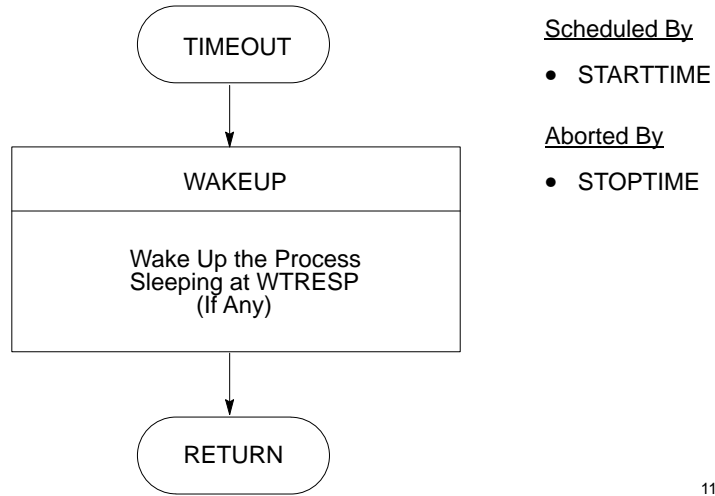 TIMEOUT
WAKEUP
Wake Up the Process
Sleeping at WTRESP
(If Any)
RETURN
Scheduled By
• STARTTIME
Aborted By
• STOPTIME
11